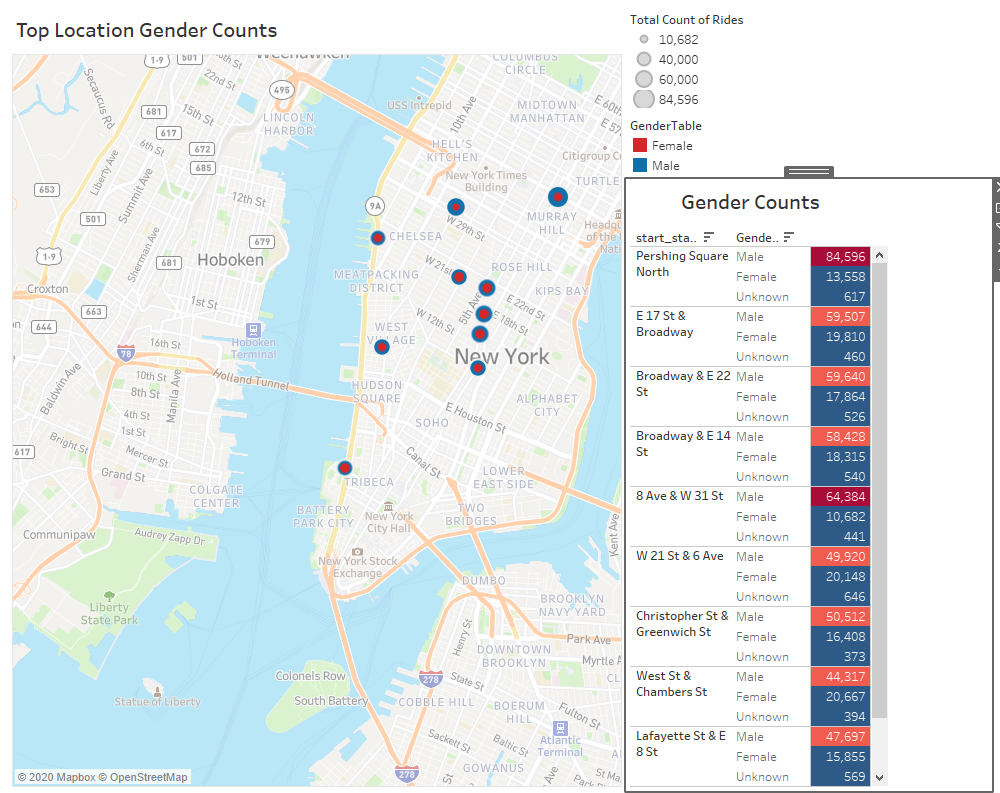 Top Location Gender Counts
Total Count of Rides
10,682
40,000
60,000
84,596
GenderTable
Female
Male
Gender Counts
start_sta..
Gende..
Pershing Square North
Male 84,596
Female 13,558
Unknown 617
E 17 St & Broadway
Male 59,507
Female 19,810
Unknown 460
Broadway & E 22 St
Male 59,640
Female 17,864
Unknown 526
Broadway & E 14 St
Male 58,428
Female 18,315
Unknown 540
8 Ave & W 31 St
Male 64,384
Female 10,682
Unknown 441
W 21 St & 6 Ave
Male 49,920
Female 20,148
Unknown 646
Christopher St & Greenwich St
Male 50,512
Female 16,408
Unknown 373
West St & Chambers St
Male 44,317
Female 20,667
Unknown 394
Lafayette St & E 8 St
Male 47,697
Female 15,855
Unknown 569
1-9
501
22nd St
COLUMBUS
CIRCLE
Secaucus Rd
495
USS Intrepid
10th Ave
MIDTOWN
MANHATTAN
681
15th St
LINCOLN
HARBOR
617
672
685
HELL'S
KITCHEN
Citigroup C
New York Times
Building
TURTLE
Liberty Ave
Summit Ave
653
12th St
9A
W 29th St
MURRAY
HILL
501
CHELSEA
Sherman Ave
679
1-9
Hoboken
681
W 21st St
ROSE HILL
MEATPACKING
DISTRICT
KIPS BAY
Croxton
1st St
5th Ave
E 22nd St
663
W 12th St
E 18th St
644
WEST
VILLAGE
Hoboken
Terminal
16th St
78
New York
10th St
8th St
Holland Tunnel
HUDSON
SQUARE
Baldwin Ave
Manila Ave
ALPHABET
CITY
4th St
E Houston St
SOHO
1st St
Bright St
617
Mercer St
Canal St
Grand St
LOWER
EAST SIDE
TRIBECA
COLGATE
CENTER
BATTERY
PARK CITY
New York
City Hall
TWO
BRIDGES
Kent Ave
Communipaw
Audrey Zapp Dr
New York Stock
Exchange
DUMBO
Liberty
State Park
BROOKLYN
NAVY YARD
Henry St
Park Ave
DOWNTOWN
BROOKLYN
Myrtle A
Colonels Row
278
State St
Statue of Liberty
South Battery
COBBLE HILL
BOERUM
HILL
Fulton St
Sackett St
Baltic St
Atlantic
Terminal
278
GOWANUS
© 2020 Mapbox © OpenStreetMap